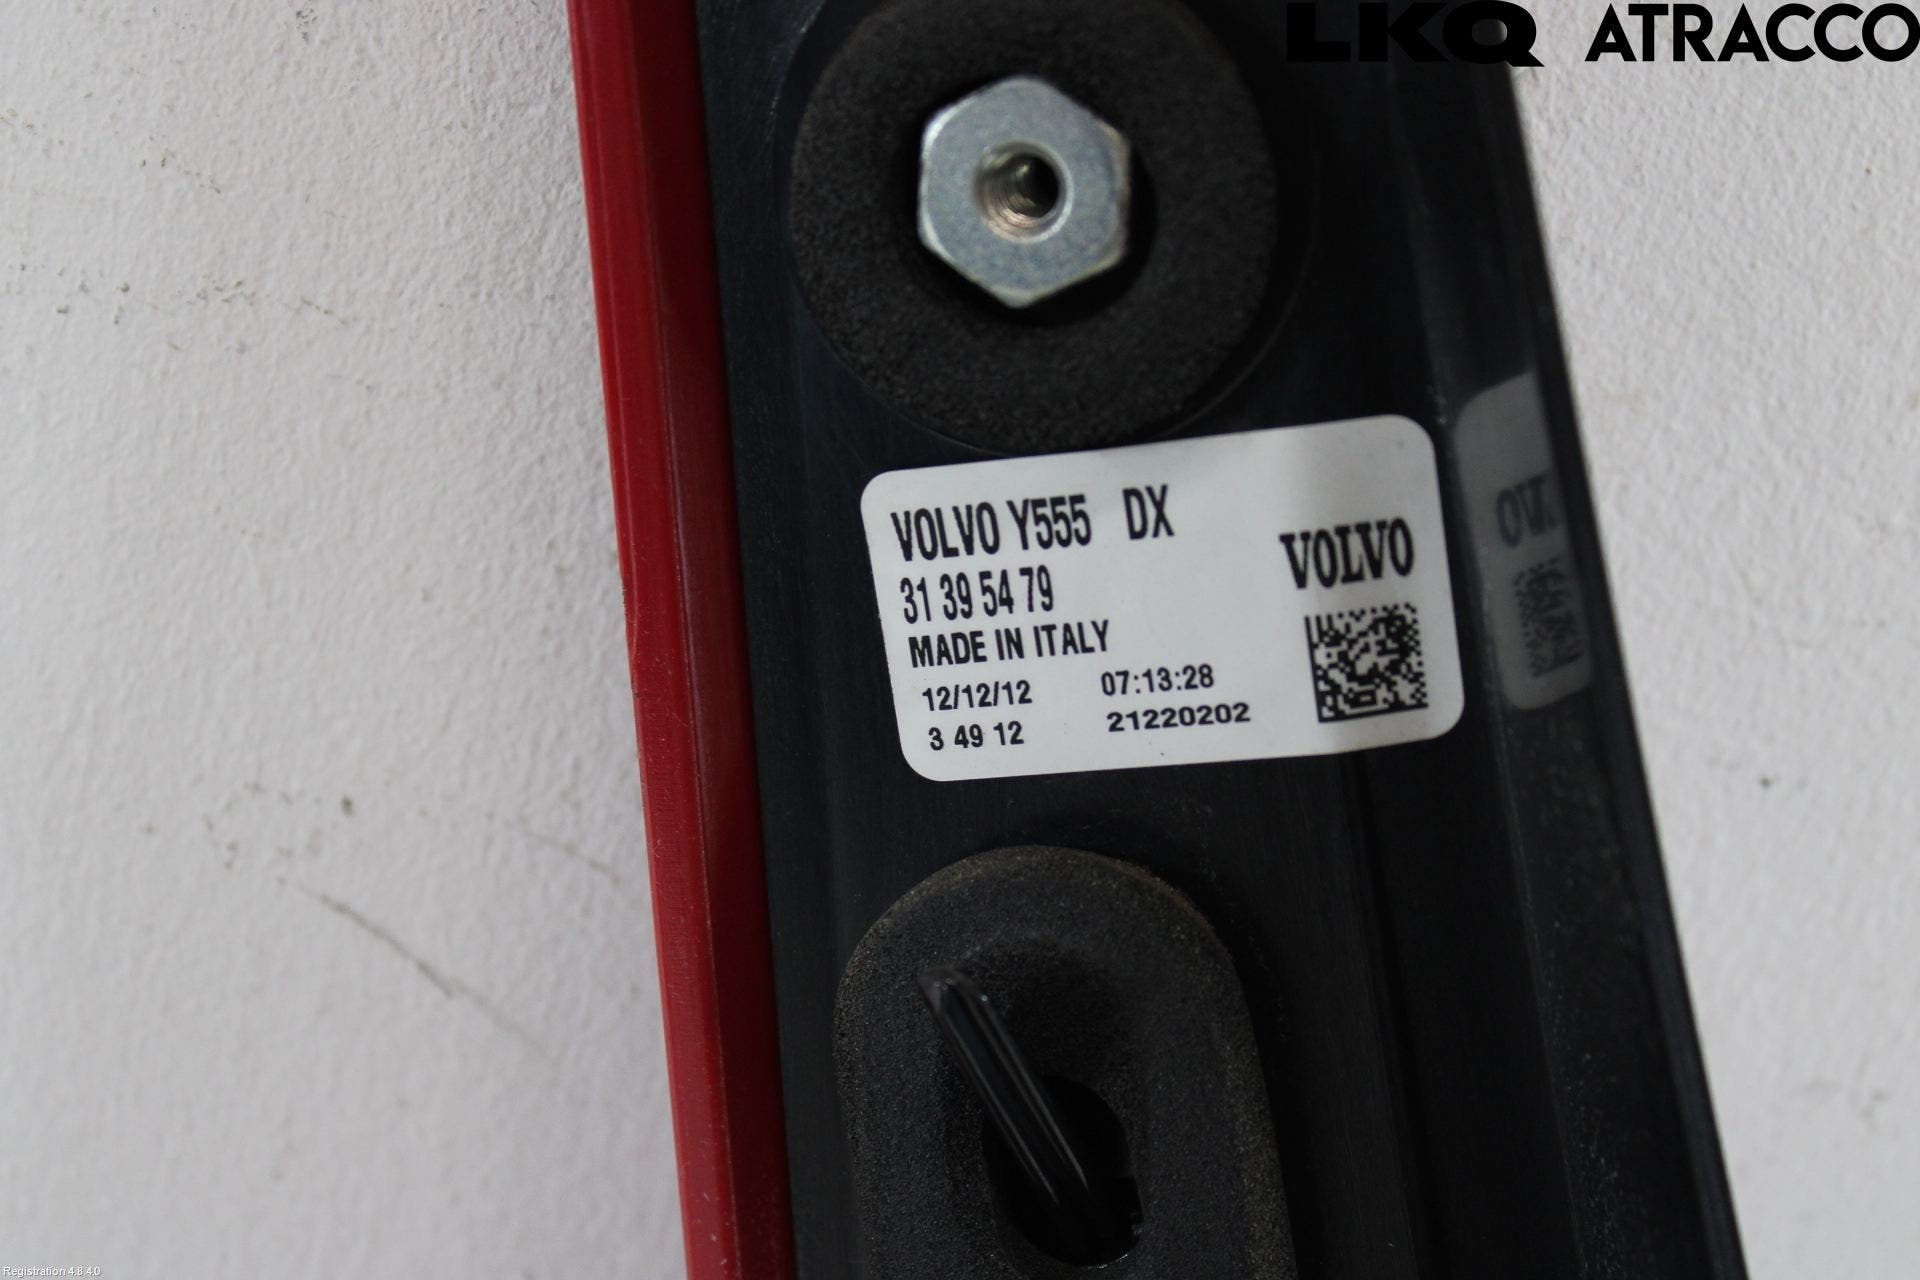 LKQ ATRACCO
VOLVO Y555 DX
31 39 54 79
MADE IN ITALY
12/12/12 07:13:28
3 49 12 21220202
VOLVO
Registration 4.8.4.0